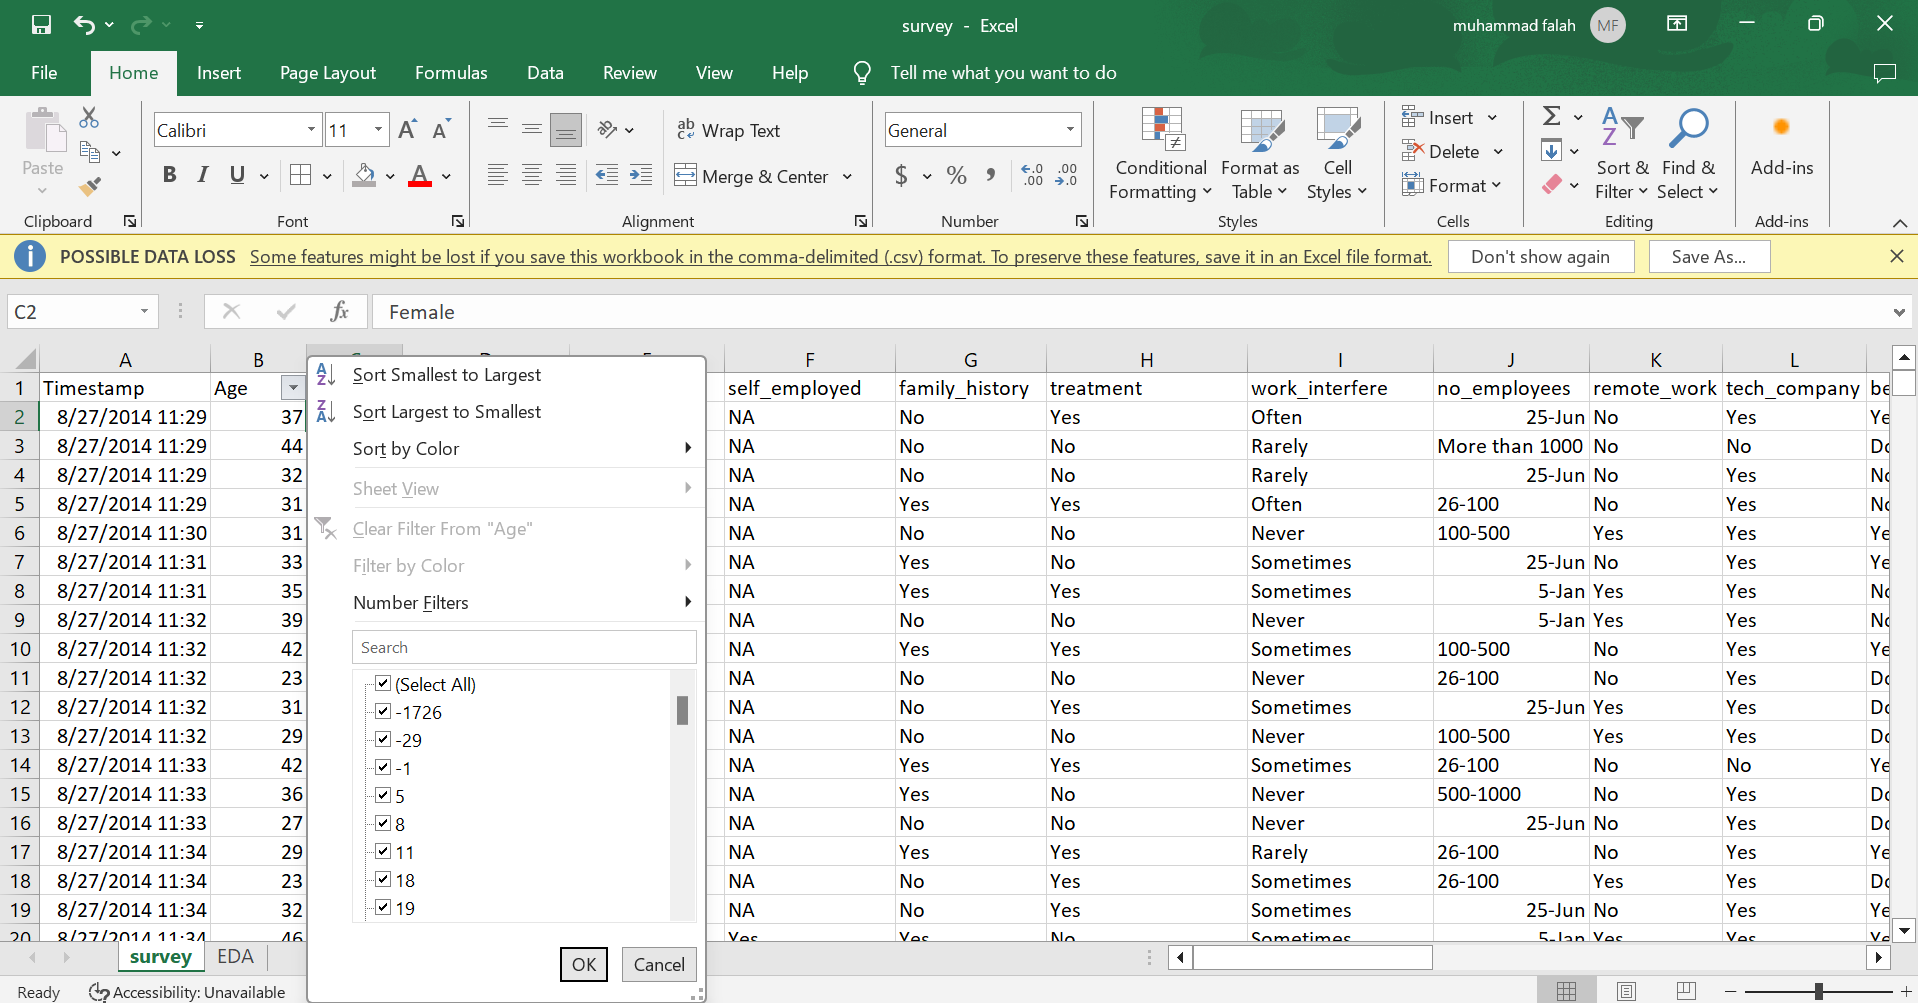 survey - Excel
muhammad falah MF
File Home Insert Page Layout Formulas Data Review View Help Tell me what you want to do
Paste
Clipboard
Calibri 11
B I U
Font
Wrap Text
Merge & Center
Alignment
General
$ % 9
Number
Conditional Formatting
Format as Table
Cell Styles
Styles
Insert
Delete
Format
Cells
Sort & Filter
Find & Select
Editing
Add-ins
Add-ins
POSSIBLE DATA LOSS Some features might be lost if you save this workbook in the comma-delimited (.csv) format. To preserve these features, save it in an Excel file format. Don't show again Save As...
C2 fx Female
A B F G H I J K L
1 Timestamp Age self_employed family_history treatment work_interfere no_employees remote_work tech_company be
2 8/27/2014 11:29 37 NA No Yes Often 25-Jun No Yes Ye
3 8/27/2014 11:29 44 NA No No Rarely More than 1000 No No Do
4 8/27/2014 11:29 32 NA No No Rarely 25-Jun No Yes No
5 8/27/2014 11:29 31 NA Yes Yes Often 26-100 No Yes No
6 8/27/2014 11:30 31 NA No No Never 100-500 Yes Yes Ye
7 8/27/2014 11:31 33 NA Yes No Sometimes 25-Jun No Yes Ye
8 8/27/2014 11:31 35 NA Yes Yes Sometimes 5-Jan Yes Yes No
9 8/27/2014 11:32 39 NA No No Never 5-Jan Yes Yes No
10 8/27/2014 11:32 42 NA Yes Yes Sometimes 100-500 No Yes Ye
11 8/27/2014 11:32 23 NA No No Never 26-100 No Yes Do
12 8/27/2014 11:32 31 NA No Yes Sometimes 25-Jun Yes Yes Do
13 8/27/2014 11:32 29 NA No No Never 100-500 Yes Yes Do
14 8/27/2014 11:33 42 NA Yes Yes Sometimes 26-100 No No Ye
15 8/27/2014 11:33 36 NA Yes No Never 500-1000 No Yes Do
16 8/27/2014 11:33 27 NA No No Never 25-Jun No Yes Do
17 8/27/2014 11:34 29 NA Yes Yes Rarely 26-100 No Yes Ye
18 8/27/2014 11:34 23 NA No Yes Sometimes 26-100 Yes Yes Do
19 8/27/2014 11:34 32 NA No Yes Sometimes 25-Jun No Yes Ye
20 8/27/2014 11:34 46 Yes Yes No Sometimes 5-Jan Yes Yes Ye
Sort Smallest to Largest
Sort Largest to Smallest
Sort by Color
Sheet View
Clear Filter From "Age"
Filter by Color
Number Filters
Search
(Select All)
-1726
-29
-1
5
8
11
18
19
OK Cancel
survey EDA
Ready Accessibility: Unavailable